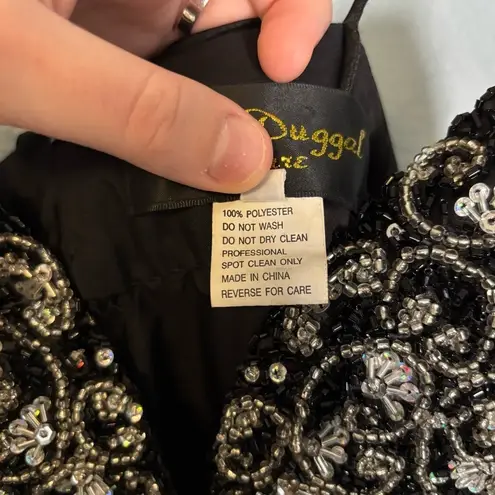 Duggal
100% POLYESTER
DO NOT WASH
DO NOT DRY CLEAN
PROFESSIONAL
SPOT CLEAN ONLY
MADE IN CHINA
REVERSE FOR CARE